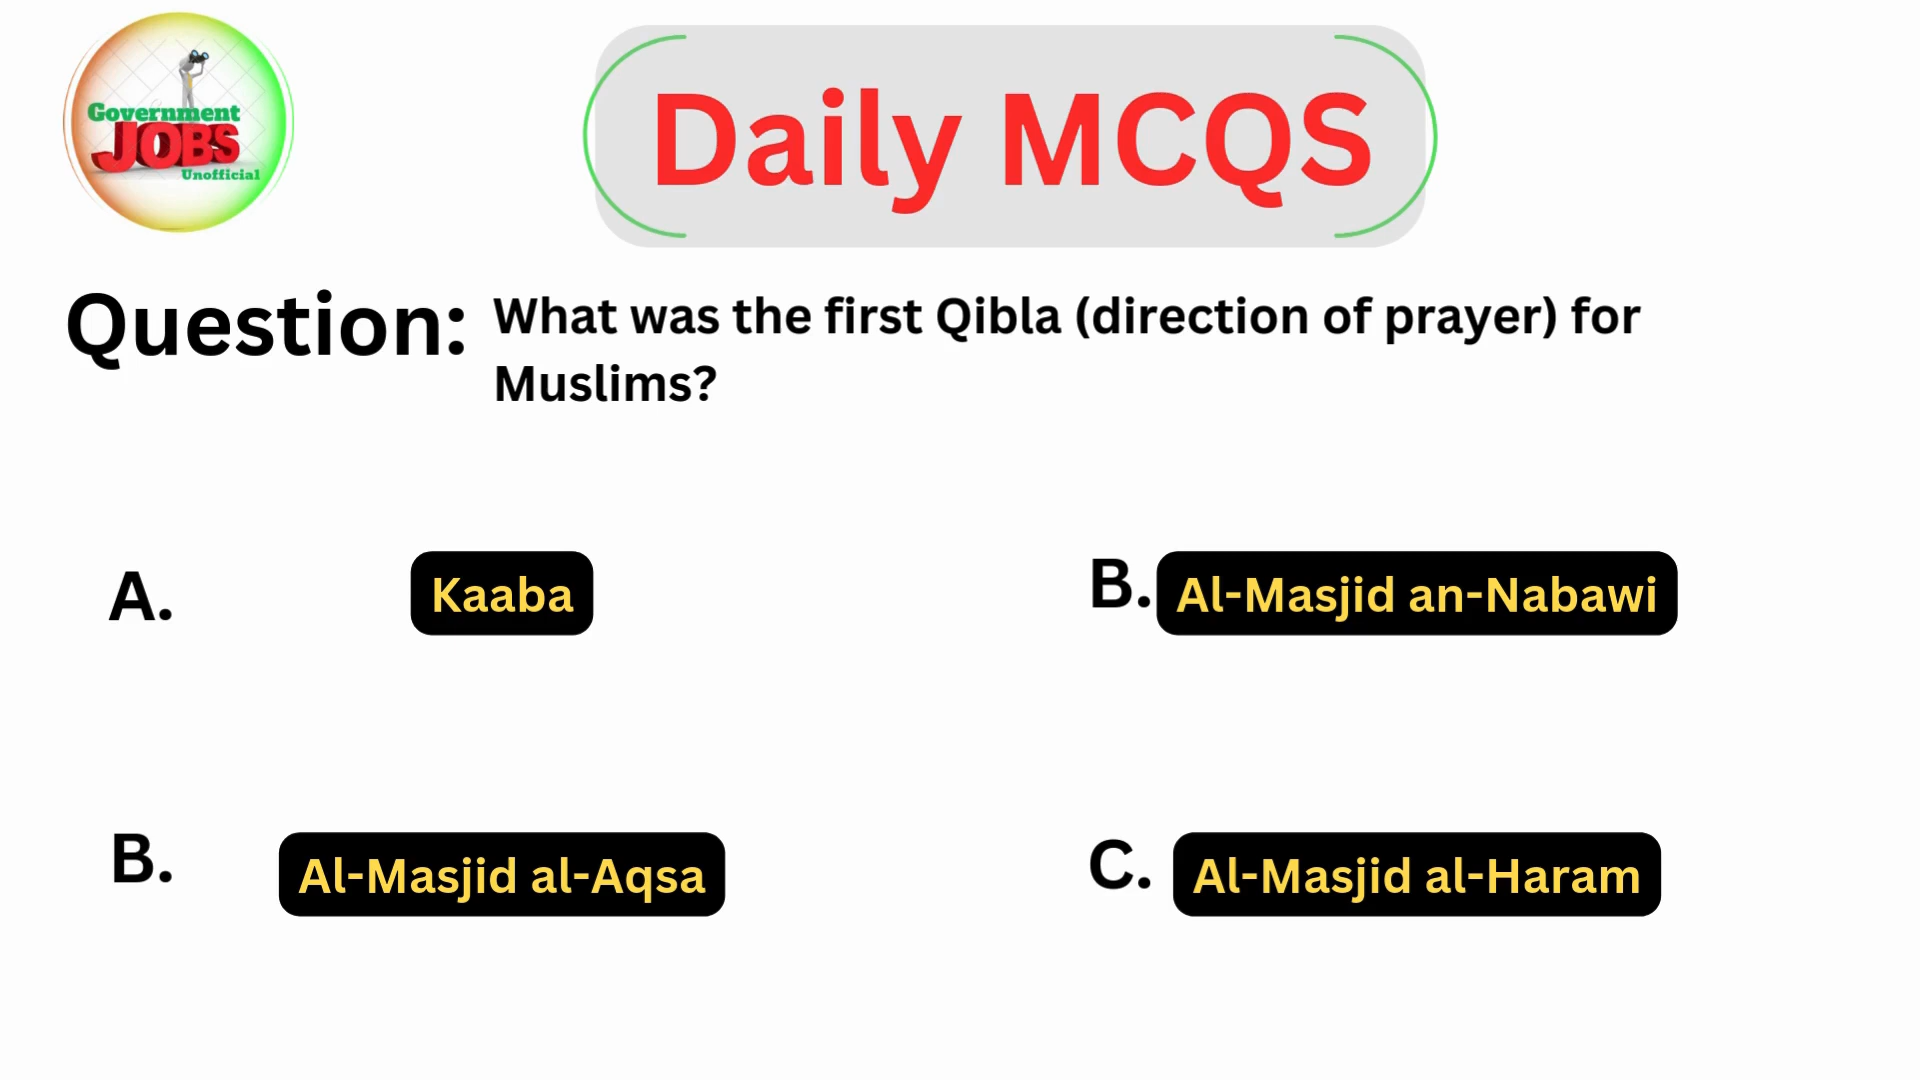 Government
JOBS
Unofficial
Daily MCQS
Question: What was the first Qibla (direction of prayer) for
Muslims?
A. Kaaba
B. Al-Masjid an-Nabawi
B. Al-Masjid al-Aqsa
C. Al-Masjid al-Haram